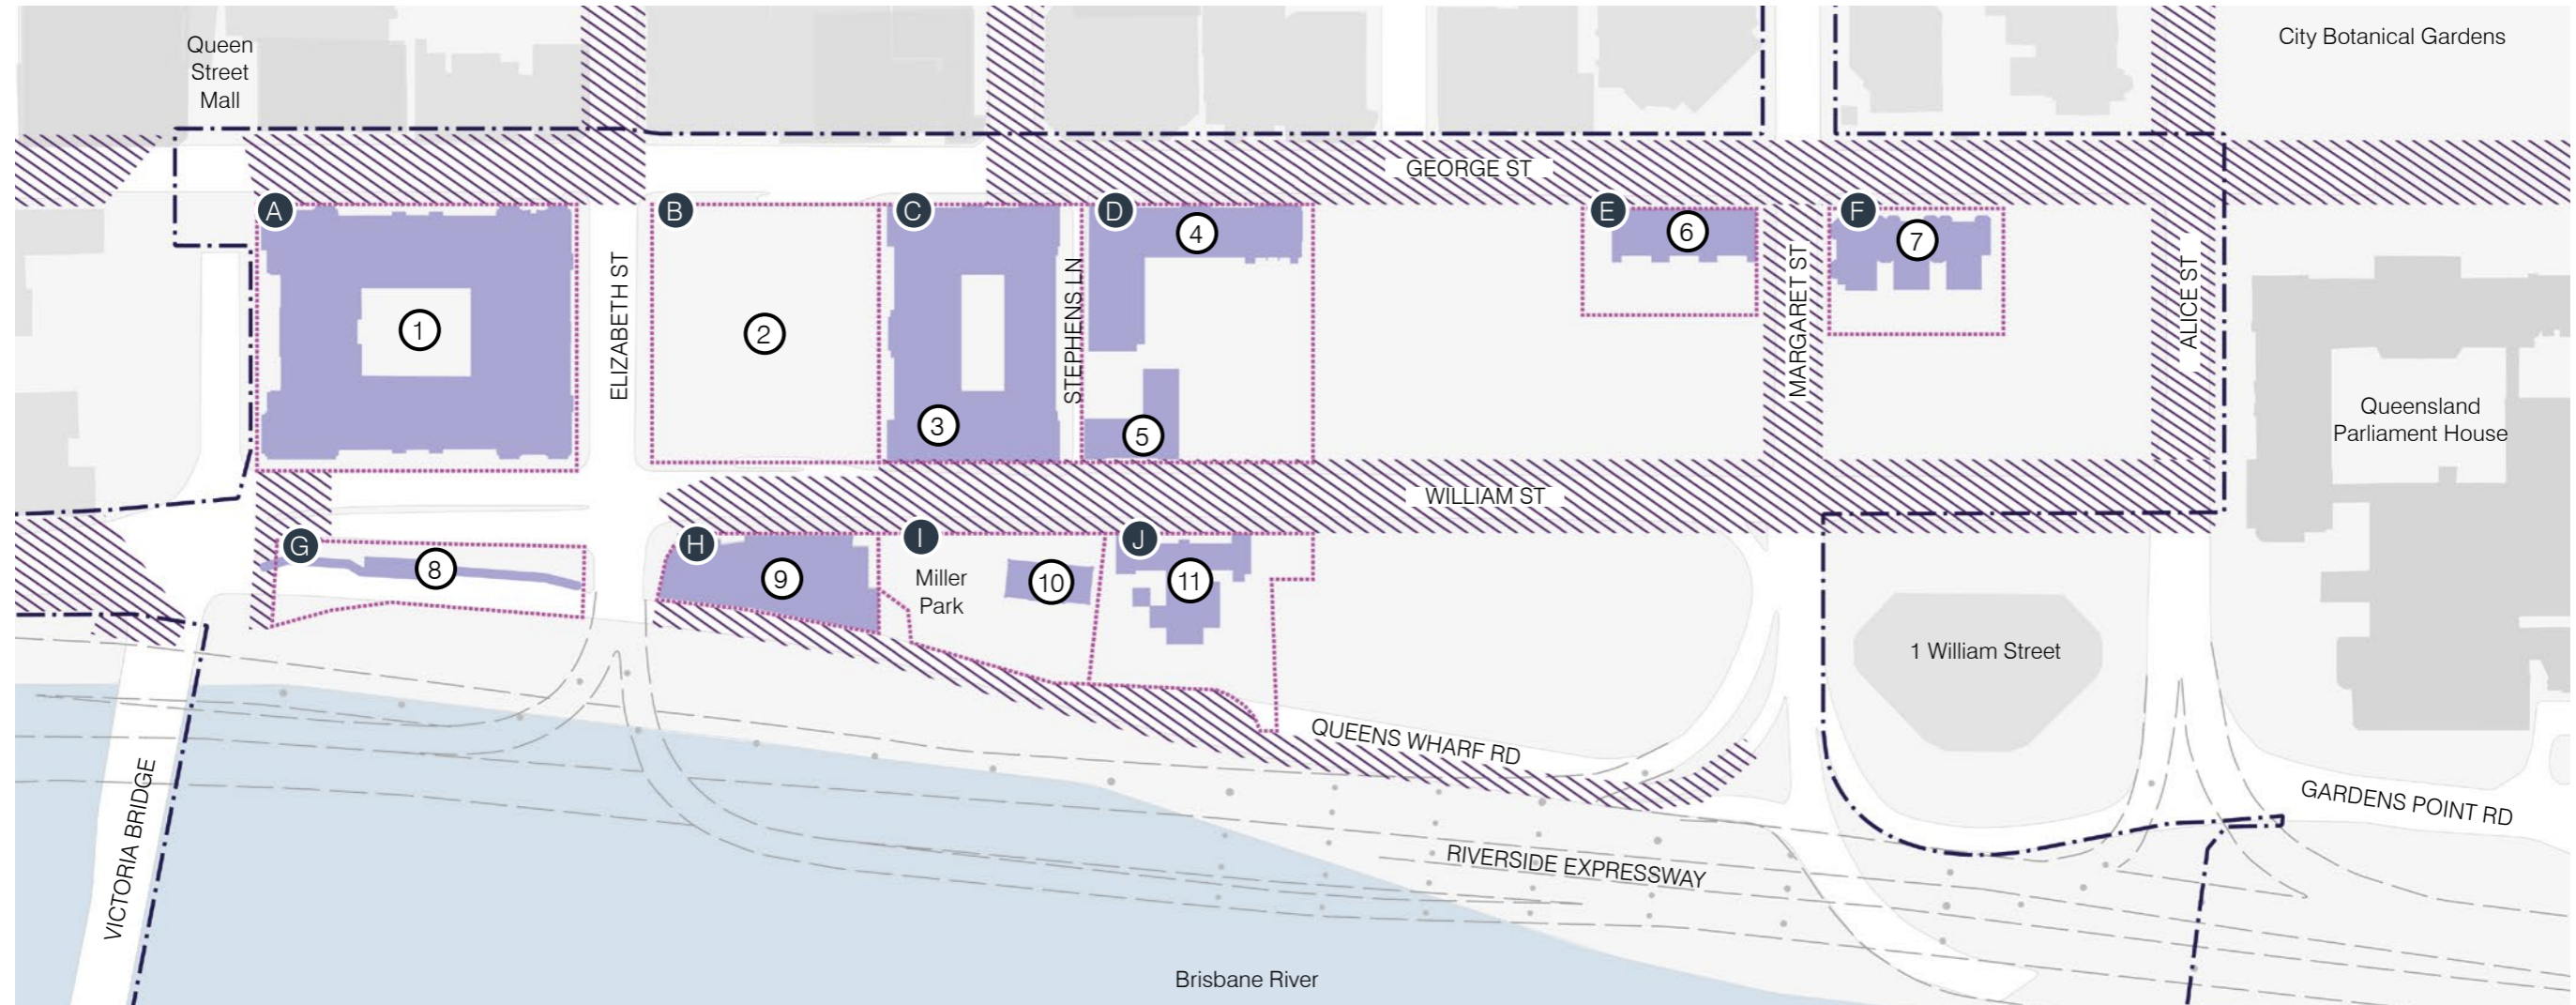 Queen
Street
Mall
City Botanical Gardens
GEORGE ST
A
B
C
D
E
F
4
6
7
1
2
3
5
ELIZABETH ST
STEPHENS LN
MARGARET ST
ALICE ST
Queensland
Parliament House
WILLIAM ST
G
H
I
J
8
9
Miller
Park
10
11
1 William Street
QUEENS WHARF RD
VICTORIA BRIDGE
GARDENS POINT RD
RIVERSIDE EXPRESSWAY
Brisbane River